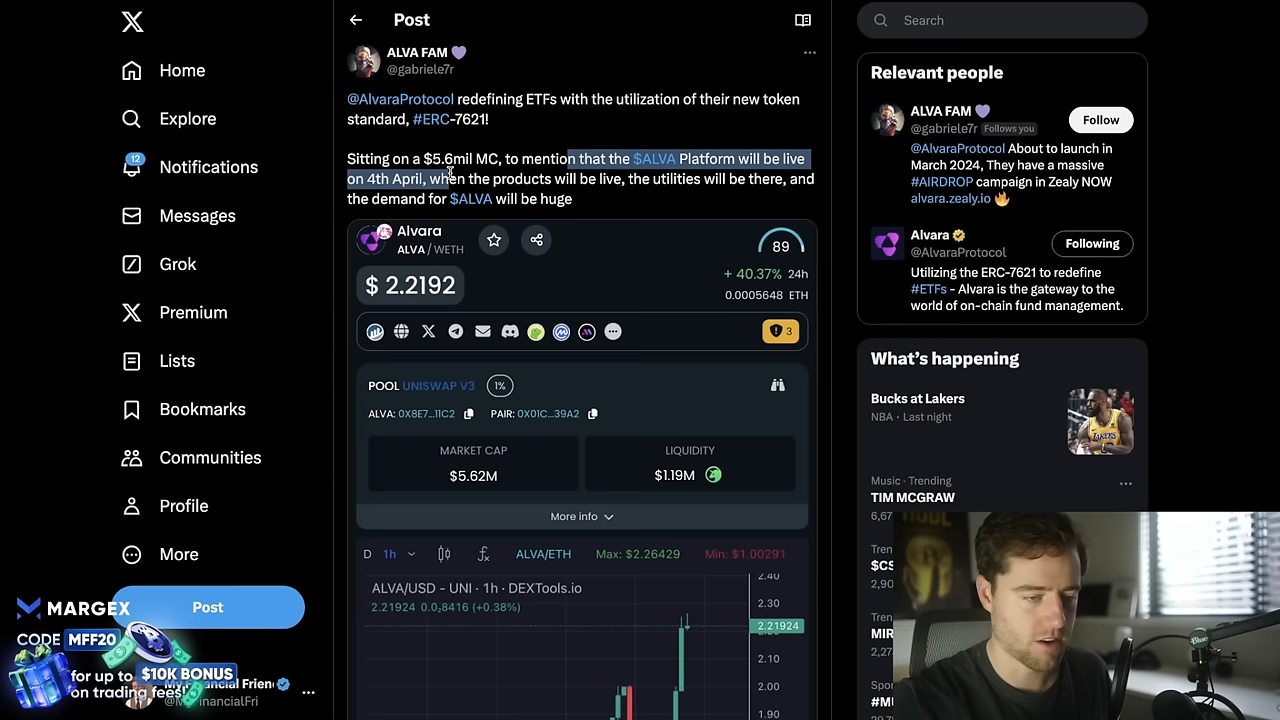 Home
Explore
12
Notifications
Messages
Grok
Premium
Lists
Bookmarks
Communities
Profile
More
Post
MARGEX
CODE MFF20
for up to $10K BONUS
on trading fees!
Post
ALVA FAM
@gabriele7r
@AlvaraProtocol redefining ETFs with the utilization of their new token
standard, #ERC-7621!
Sitting on a $5.6mil MC, to mention that the $ALVA Platform will be live
on 4th April, when the products will be live, the utilities will be there, and
the demand for $ALVA will be huge
Alvara
ALVA / WETH
89
$ 2.2192
+ 40.37% 24h
0.0005648 ETH
3
POOL UNISWAP V3 1%
ALVA: 0X8E7...11C2 PAIR: 0X01C...39A2
MARKET CAP
$5.62M
LIQUIDITY
$1.19M
More info
D 1h ALVA/ETH Max: $2.26429 Min: $1.00291
ALVA/USD - UNI · 1h · DEXTools.io
2.21924 0.0₅8416 (+0.38%)
2.40
2.30
2.21924
2.10
2.00
1.90
Search
Relevant people
ALVA FAM
@gabriele7r Follows you
Follow
@AlvaraProtocol About to launch in
March 2024, They have a massive
#AIRDROP campaign in Zealy NOW
alvara.zealy.io
Alvara
@AlvaraProtocol
Following
Utilizing the ERC-7621 to redefine
#ETFs - Alvara is the gateway to the
world of on-chain fund management.
What's happening
Bucks at Lakers
NBA · Last night
Music · Trending
TIM MCGRAW